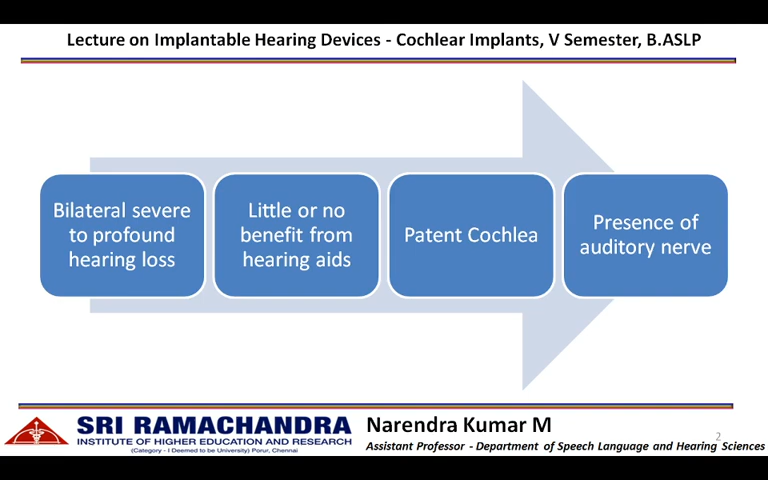 Lecture on Implantable Hearing Devices - Cochlear Implants, V Semester, B.ASLP
Bilateral severe
to profound
hearing loss
Little or no
benefit from
hearing aids
Patent Cochlea
Presence of
auditory nerve
SRI RAMACHANDRA
INSTITUTE OF HIGHER EDUCATION AND RESEARCH
(Category - I Deemed to be University) Porur, Chennai
Narendra Kumar M
Assistant Professor - Department of Speech Language and Hearing Sciences
2